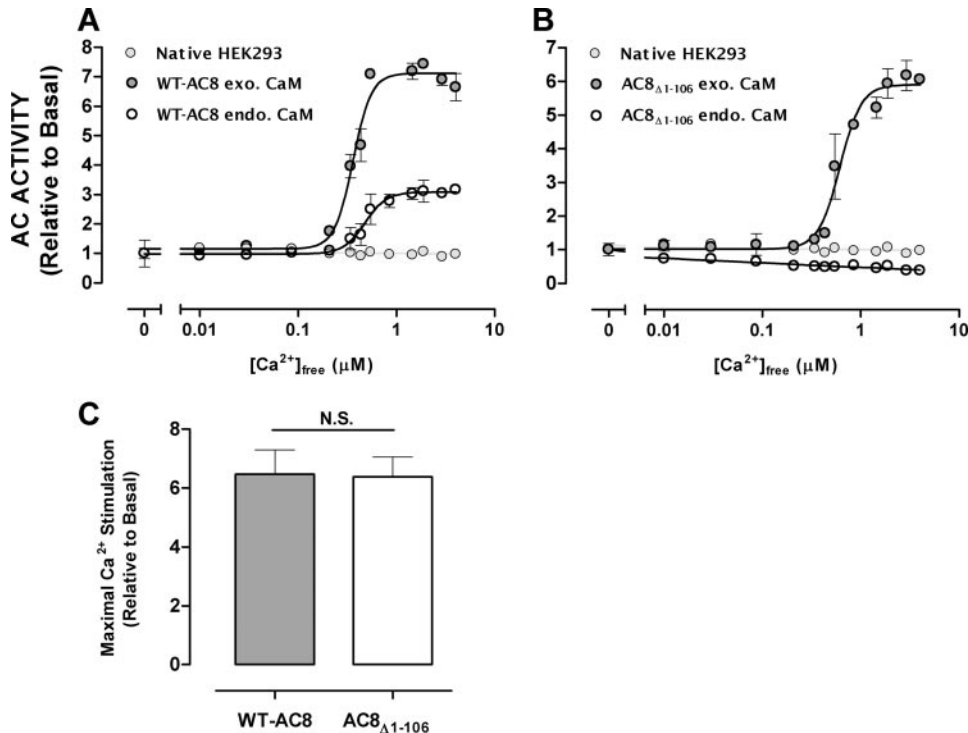 A
Native HEK293
WT-AC8 exo. CaM
WT-AC8 endo. CaM
AC ACTIVITY
(Relative to Basal)
8
7
6
5
4
3
2
1
0
0
0.01
0.1
1
10
[Ca²⁺]free (μM)
B
Native HEK293
AC8Δ1-106 exo. CaM
AC8Δ1-106 endo. CaM
7
6
5
4
3
2
1
0
0
0.01
0.1
1
10
[Ca²⁺]free (μM)
C
N.S.
Maximal Ca²⁺ Stimulation
(Relative to Basal)
8
6
4
2
0
WT-AC8
AC8Δ1-106